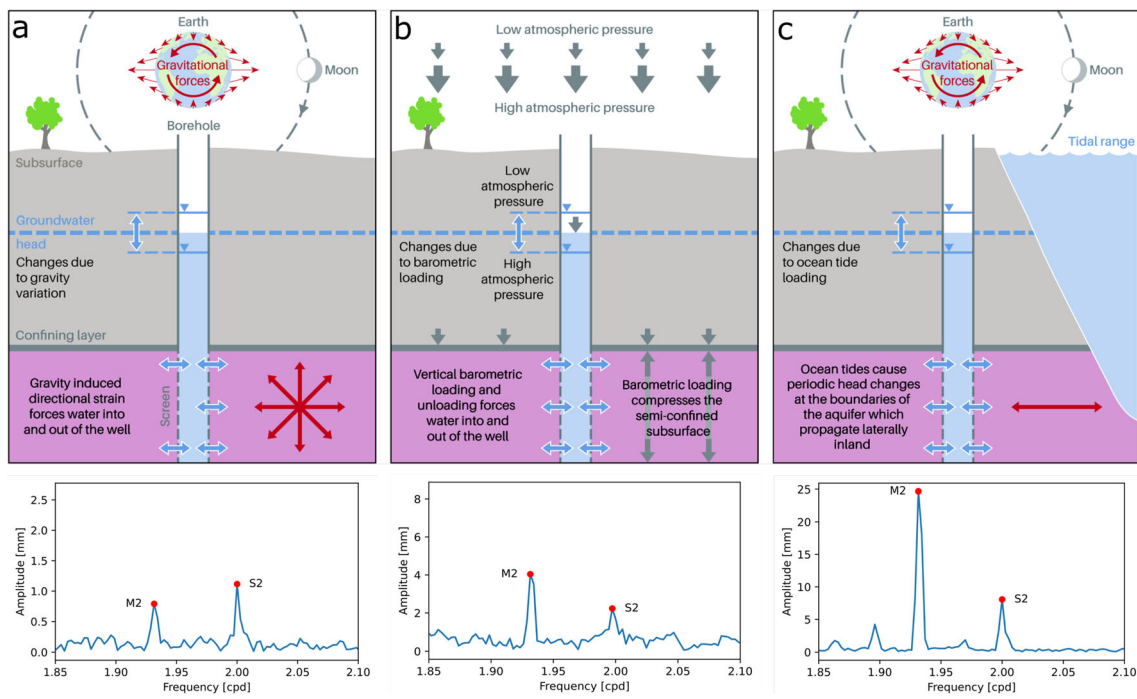 a
Earth
Gravitational
forces
Moon
Borehole
Subsurface
Groundwater
head
Changes due
to gravity
variation
Confining layer
Gravity induced
directional strain
forces water into
and out of the well
Screen
b
Low atmospheric pressure
High atmospheric pressure
Low
atmospheric
pressure
Changes due
to barometric
loading
High
atmospheric
pressure
Vertical barometric
loading and
unloading forces
water into and
out of the well
Barometric loading
compresses the
semi-confined
subsurface
c
Earth
Gravitational
forces
Moon
Tidal range
Changes due
to ocean tide
loading
Ocean tides cause
periodic head changes
at the boundaries of
the aquifer which
propagate laterally
inland
Amplitude [mm]
2.5
2.0
1.5
1.0
0.5
0.0
M2
S2
1.85
1.90
1.95
2.00
2.05
2.10
Frequency [cpd]
Amplitude [mm]
8
6
4
2
0
M2
S2
1.85
1.90
1.95
2.00
2.05
2.10
Frequency [cpd]
Amplitude [mm]
25
20
15
10
5
0
M2
S2
1.85
1.90
1.95
2.00
2.05
2.10
Frequency [cpd]